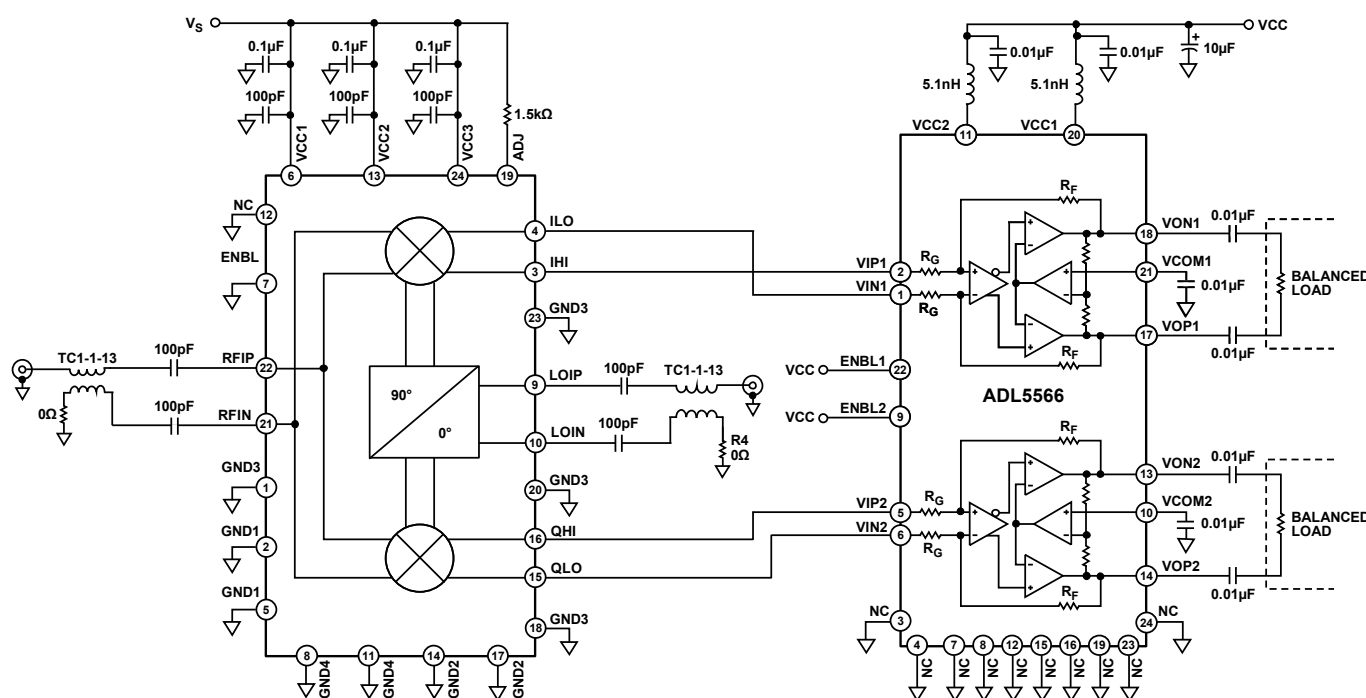 VS
0.1µF
0.1µF
0.1µF
100pF
100pF
100pF
1.5kΩ
VCC1
VCC2
VCC3
ADJ
6
13
24
19
NC
12
ENBL
7
TC1-1-13
100pF
RFIP
22
0Ω
100pF
RFIN
21
GND3
1
GND1
2
GND1
5
8
11
14
17
GND4
GND4
GND2
GND2
90°
0°
4
ILO
3
IHI
23
GND3
9
LOIP
100pF
TC1-1-13
10
LOIN
100pF
R4
0Ω
20
GND3
16
QHI
15
QLO
18
GND3
VCC
0.01µF
0.01µF
+
10µF
5.1nH
5.1nH
VCC2
11
VCC1
20
VIP1
2
RG
VIN1
1
RG
RF
RF
+
−
+
−
−
+
+
−
18
VON1
0.01µF
21
VCOM1
0.01µF
17
VOP1
0.01µF
BALANCED
LOAD
VCC
ENBL1
22
VCC
ENBL2
9
ADL5566
VIP2
5
RG
VIN2
6
RG
RF
RF
+
−
+
−
−
+
+
−
13
VON2
0.01µF
10
VCOM2
0.01µF
14
VOP2
0.01µF
BALANCED
LOAD
NC
3
NC
24
4
7
8
12
15
16
19
23
NC
NC
NC
NC
NC
NC
NC
NC